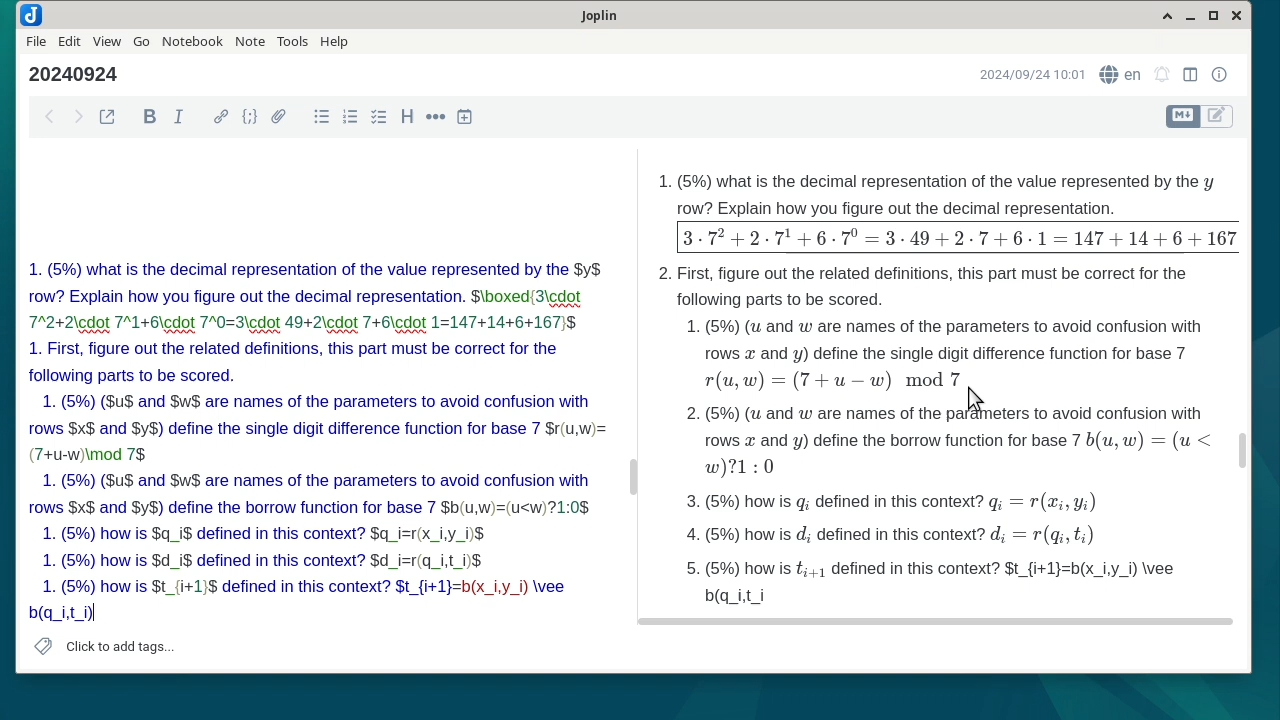 Joplin
File Edit View Go Notebook Note Tools Help
20240924
2024/09/24 10:01 en
1. (5%) what is the decimal representation of the value represented by the $y$
row? Explain how you figure out the decimal representation. $\boxed{3\cdot
7^2+2\cdot 7^1+6\cdot 7^0=3\cdot 49+2\cdot 7+6\cdot 1=147+14+6+167}$
1. First, figure out the related definitions, this part must be correct for the
following parts to be scored.
1. (5%) ($u$ and $w$ are names of the parameters to avoid confusion with
rows $x$ and $y$) define the single digit difference function for base 7 $r(u,w)=
(7+u-w)\mod 7$
1. (5%) ($u$ and $w$ are names of the parameters to avoid confusion with
rows $x$ and $y$) define the borrow function for base 7 $b(u,w)=(u<w)?1:0$
1. (5%) how is $q_i$ defined in this context? $q_i=r(x_i,y_i)$
1. (5%) how is $d_i$ defined in this context? $d_i=r(q_i,t_i)$
1. (5%) how is $t_{i+1}$ defined in this context? $t_{i+1}=b(x_i,y_i) \vee
b(q_i,t_i)
1. (5%) what is the decimal representation of the value represented by the y
row? Explain how you figure out the decimal representation.
3 · 7² + 2 · 7¹ + 6 · 7⁰ = 3 · 49 + 2 · 7 + 6 · 1 = 147 + 14 + 6 + 167
2. First, figure out the related definitions, this part must be correct for the
following parts to be scored.
1. (5%) (u and w are names of the parameters to avoid confusion with
rows x and y) define the single digit difference function for base 7
r(u, w) = (7 + u − w) mod 7
2. (5%) (u and w are names of the parameters to avoid confusion with
rows x and y) define the borrow function for base 7 b(u, w) = (u <
w)?1 : 0
3. (5%) how is qᵢ defined in this context? qᵢ = r(xᵢ, yᵢ)
4. (5%) how is dᵢ defined in this context? dᵢ = r(qᵢ, tᵢ)
5. (5%) how is tᵢ₊₁ defined in this context? $t_{i+1}=b(x_i,y_i) \vee
b(q_i,t_i
Click to add tags...